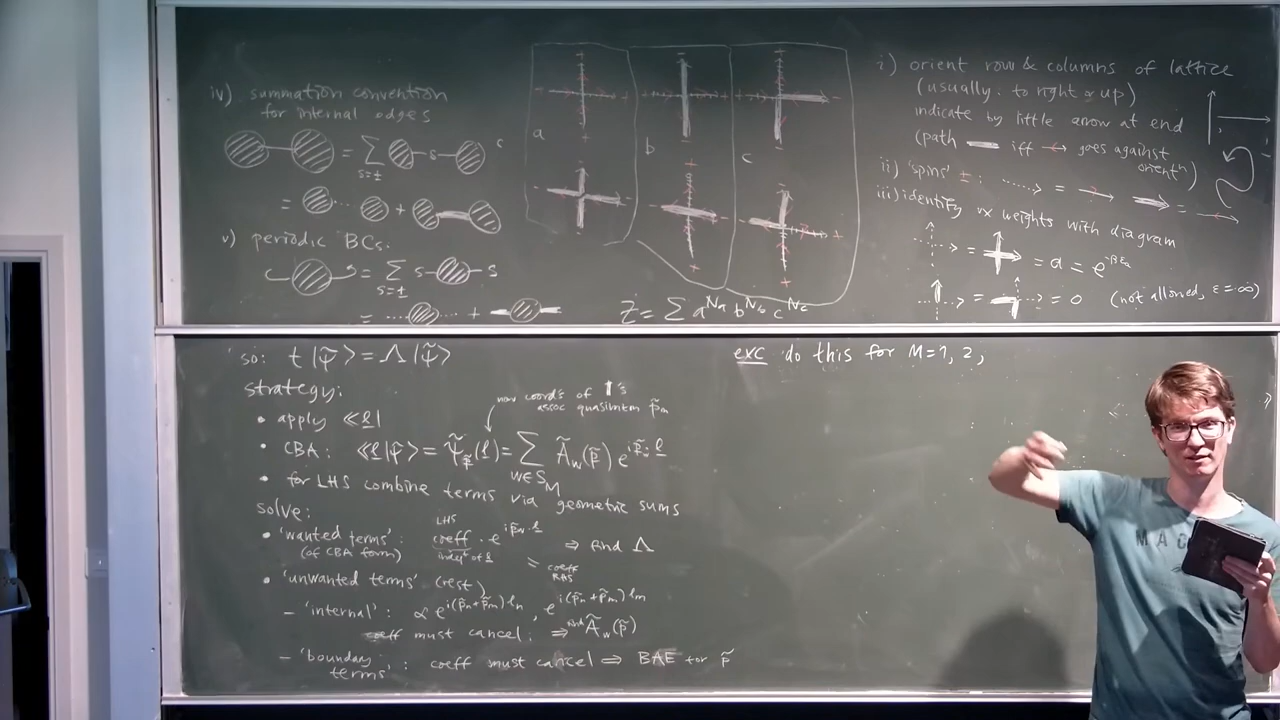 iv) summation convention
for internal edges
= Σ s
s=±
= ... +
v) periodic BCs:
= Σ s s
s=±
= ... ... +
a
b
c
Z = Σ a^Na b^Nb c^Nc
i) orient row & columns of lattice
(usually: to right & up)
indicate by little arrow at end
(path iff goes against
orientⁿ)
ii) 'spins' ±:
iii) identify vx weights with diagram
= = a = e^-βεa
= = 0 (not allowed, ε=∞)
so: t |ψ̃> = Λ |ψ̃>
strategy:
• apply ≪l|
now coords of 's
assoc quasimtm p̃m
• CBA: ≪l|ψ̃> = ψ̃p̃(l) = Σ Ãw(p̃) e^ip̃w·l
w∈SM
• for LHS combine terms via geometric sums
solve:
• 'wanted terms': LHS coeff · e^ip̃w·l ⇒ find Λ
(of CBA form) indepᵗ of l = coeff RHS
• 'unwanted terms' (rest)
– 'internal': ∝ e^i(p̃n+p̃m)ln, e^i(p̃n+p̃m)lm
must cancel: ⇒ find Ãw(p̃)
– 'boundary terms': coeff must cancel ⇒ BAE for p̃
exc do this for M=1, 2,
MAC